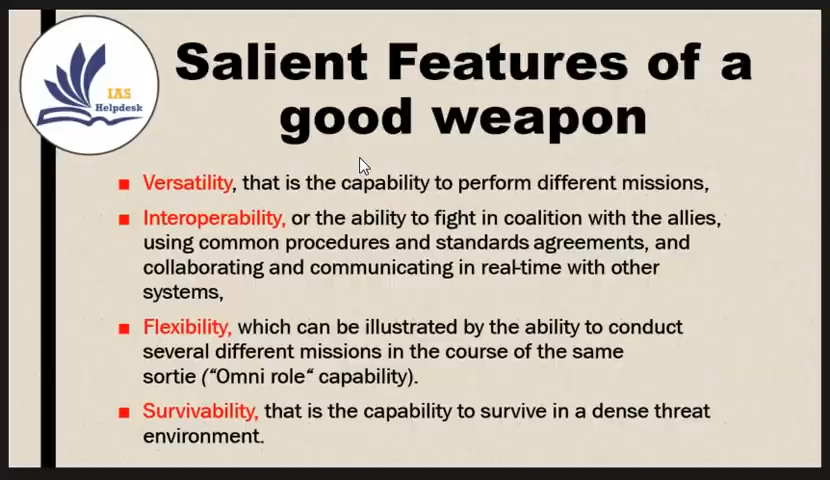 IAS
Helpdesk
Salient Features of a
good weapon
Versatility, that is the capability to perform different missions,
Interoperability, or the ability to fight in coalition with the allies,
using common procedures and standards agreements, and
collaborating and communicating in real-time with other
systems,
Flexibility, which can be illustrated by the ability to conduct
several different missions in the course of the same
sortie (“Omni role“ capability).
Survivability, that is the capability to survive in a dense threat
environment.